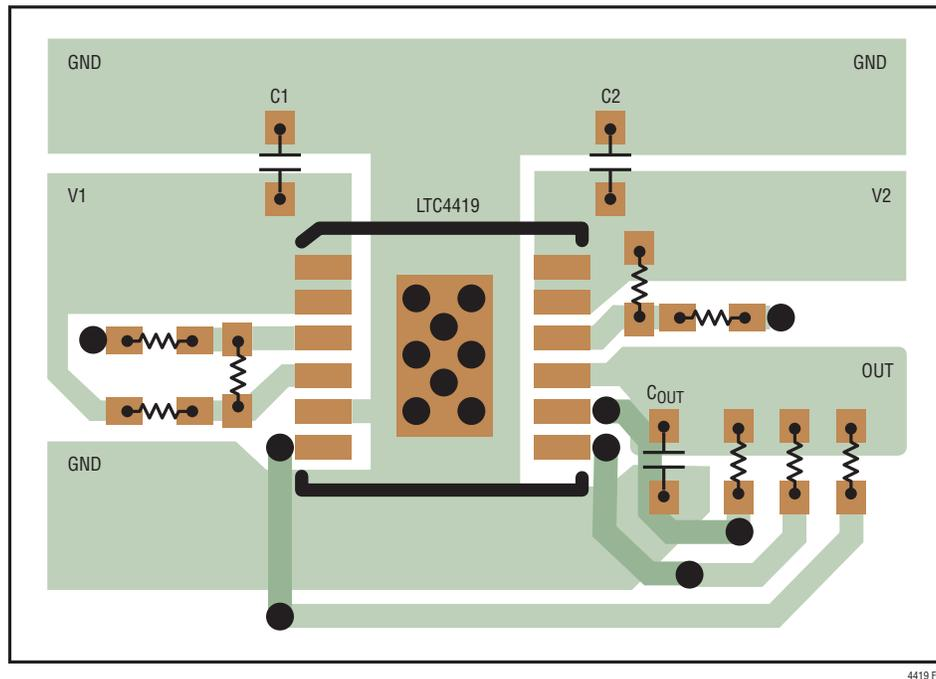 GND
GND
C1
C2
V1
V2
LTC4419
OUT
COUT
GND
4419 F